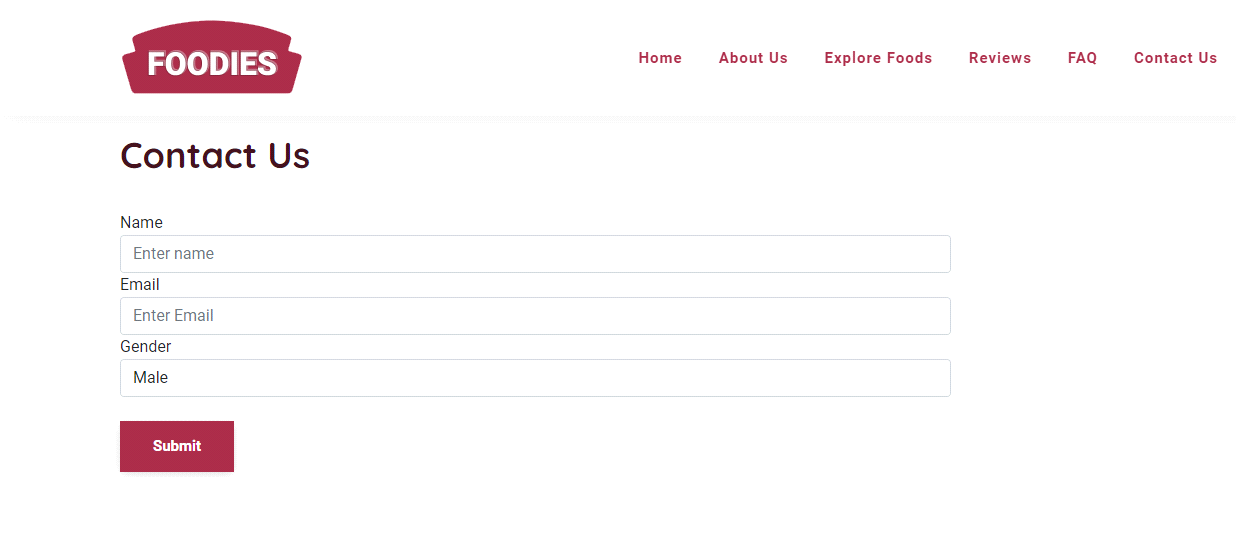 FOODIES
Home About Us Explore Foods Reviews FAQ Contact Us
Contact Us
Name
Enter name
Email
Enter Email
Gender
Male
Submit